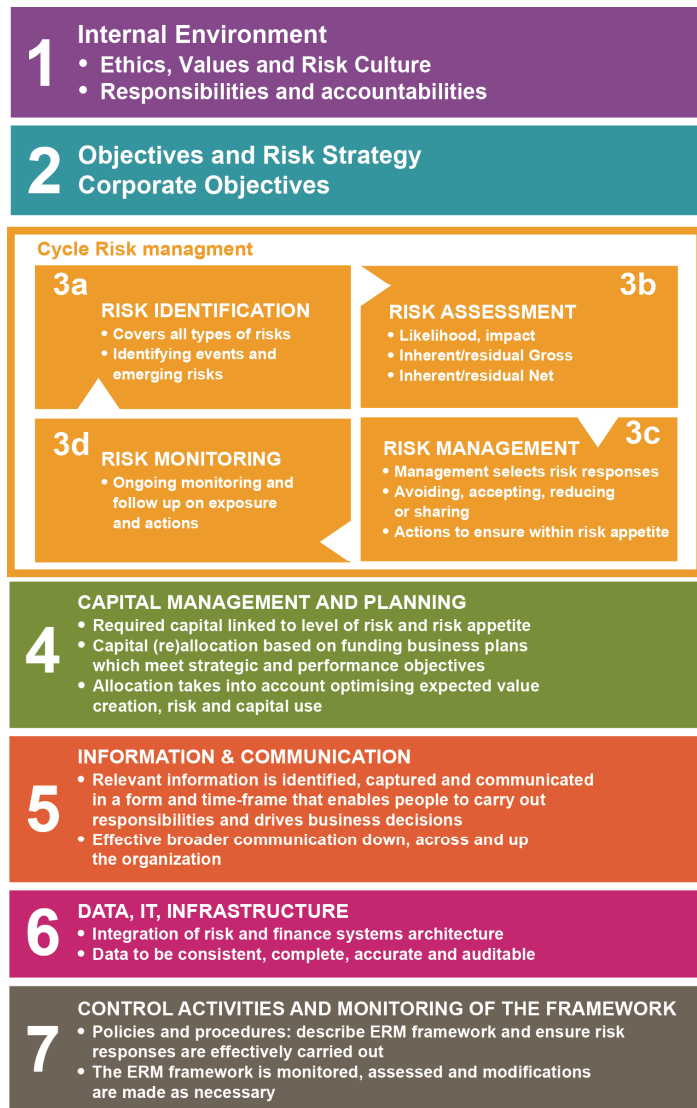 1
Internal Environment
• Ethics, Values and Risk Culture
• Responsibilities and accountabilities
2
Objectives and Risk Strategy
Corporate Objectives
Cycle Risk managment
3a
RISK IDENTIFICATION
• Covers all types of risks
• Identifying events and
emerging risks
3b
RISK ASSESSMENT
• Likelihood, impact
• Inherent/residual Gross
• Inherent/residual Net
3c
RISK MANAGEMENT
• Management selects risk responses
• Avoiding, accepting, reducing
or sharing
• Actions to ensure within risk appetite
3d
RISK MONITORING
• Ongoing monitoring and
follow up on exposure
and actions
4
CAPITAL MANAGEMENT AND PLANNING
• Required capital linked to level of risk and risk appetite
• Capital (re)allocation based on funding business plans
which meet strategic and performance objectives
• Allocation takes into account optimising expected value
creation, risk and capital use
5
INFORMATION & COMMUNICATION
• Relevant information is identified, captured and communicated
in a form and time-frame that enables people to carry out
responsibilities and drives business decisions
• Effective broader communication down, across and up
the organization
6
DATA, IT, INFRASTRUCTURE
• Integration of risk and finance systems architecture
• Data to be consistent, complete, accurate and auditable
7
CONTROL ACTIVITIES AND MONITORING OF THE FRAMEWORK
• Policies and procedures: describe ERM framework and ensure risk
responses are effectively carried out
• The ERM framework is monitored, assessed and modifications
are made as necessary